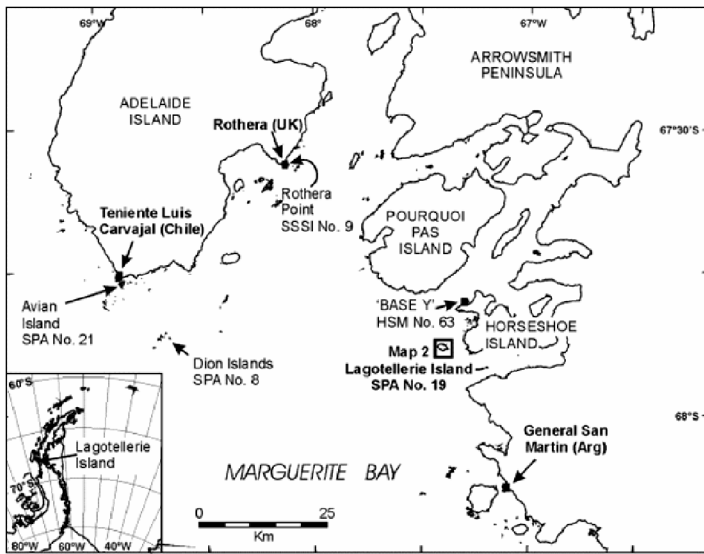 69°W
68°
67°W
ARROWSMITH
PENINSULA
ADELAIDE
ISLAND
Rothera (UK)
67°30'S
Rothera
Point
SSSI No. 9
Teniente Luis
Carvajal (Chile)
POURQUOI
PAS
ISLAND
Avian
Island
SPA No. 21
'BASE Y'
HSM No. 63
HORSESHOE
ISLAND
Dion Islands
SPA No. 8
Map 2
Lagotellerie Island
SPA No. 19
60°S
Lagotellerie
Island
70°S
80°W
60°W
40°W
MARGUERITE BAY
0
25
Km
68°S
General San
Martin (Arg)